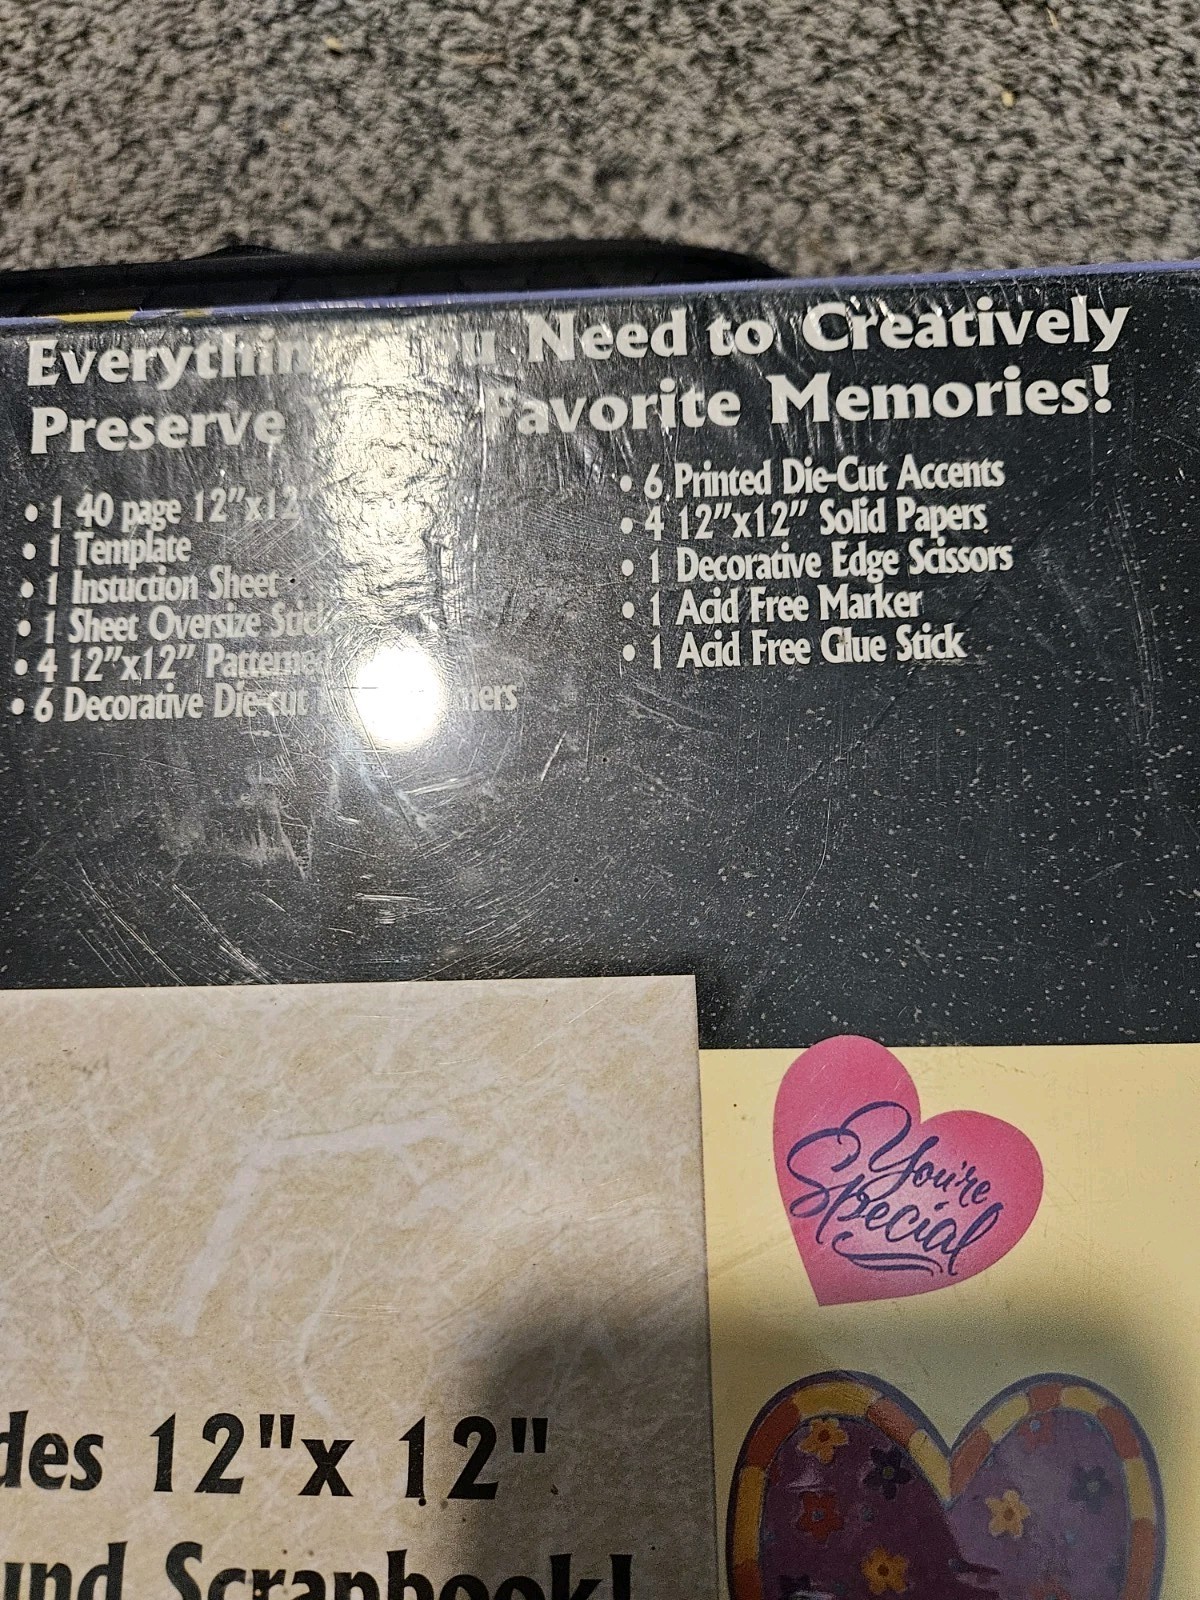 Everythin Need to Creatively
Preserve Favorite Memories!
• 1 40 page 12"x12"
• 1 Template
• 1 Instuction Sheet
• 1 Sheet Oversize
• 4 12"x12" Patterned
• 6 Decorative Die-cut
• 6 Printed Die-Cut Accents
• 4 12"x12" Solid Papers
• 1 Decorative Edge Scissors
• 1 Acid Free Marker
• 1 Acid Free Glue Stick
You're
Special
des 12"x 12"
und Scrapbook!